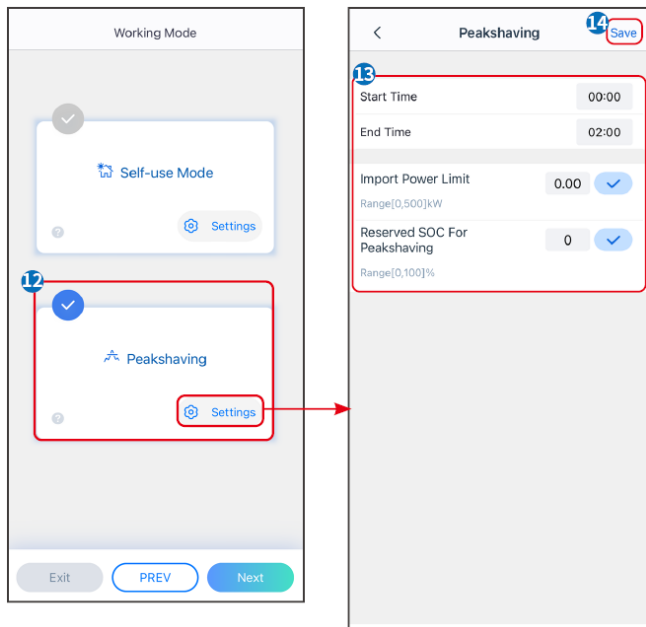 Working Mode
Self-use Mode
?
Settings
12
Peakshaving
?
Settings
Exit
PREV
Next
Peakshaving
14
Save
13
Start Time
00:00
End Time
02:00
Import Power Limit
0.00
Range[0,500]kW
Reserved SOC For
Peakshaving
0
Range[0,100]%